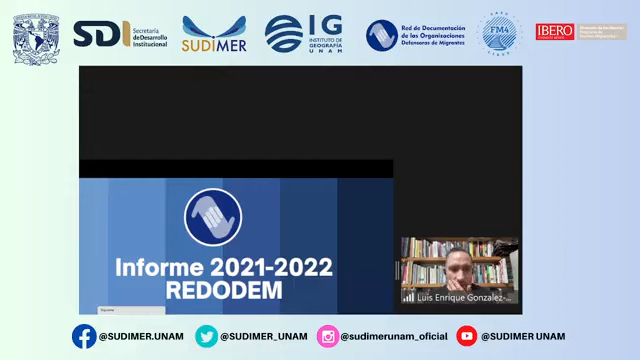 SDI
Secretaría
de Desarrollo
Institucional
SUDIMER
IG
INSTITUTO DE
GEOGRAFÍA
UNAM
Red de Documentación
de las Organizaciones
Defensoras de Migrantes
FM4
IBERO
Informe 2021-2022
REDODEM
Luis Enrique Gonzalez-...
@SUDIMER.UNAM
@SUDIMER_UNAM
@sudimerunam_oficial
@SUDIMER UNAM